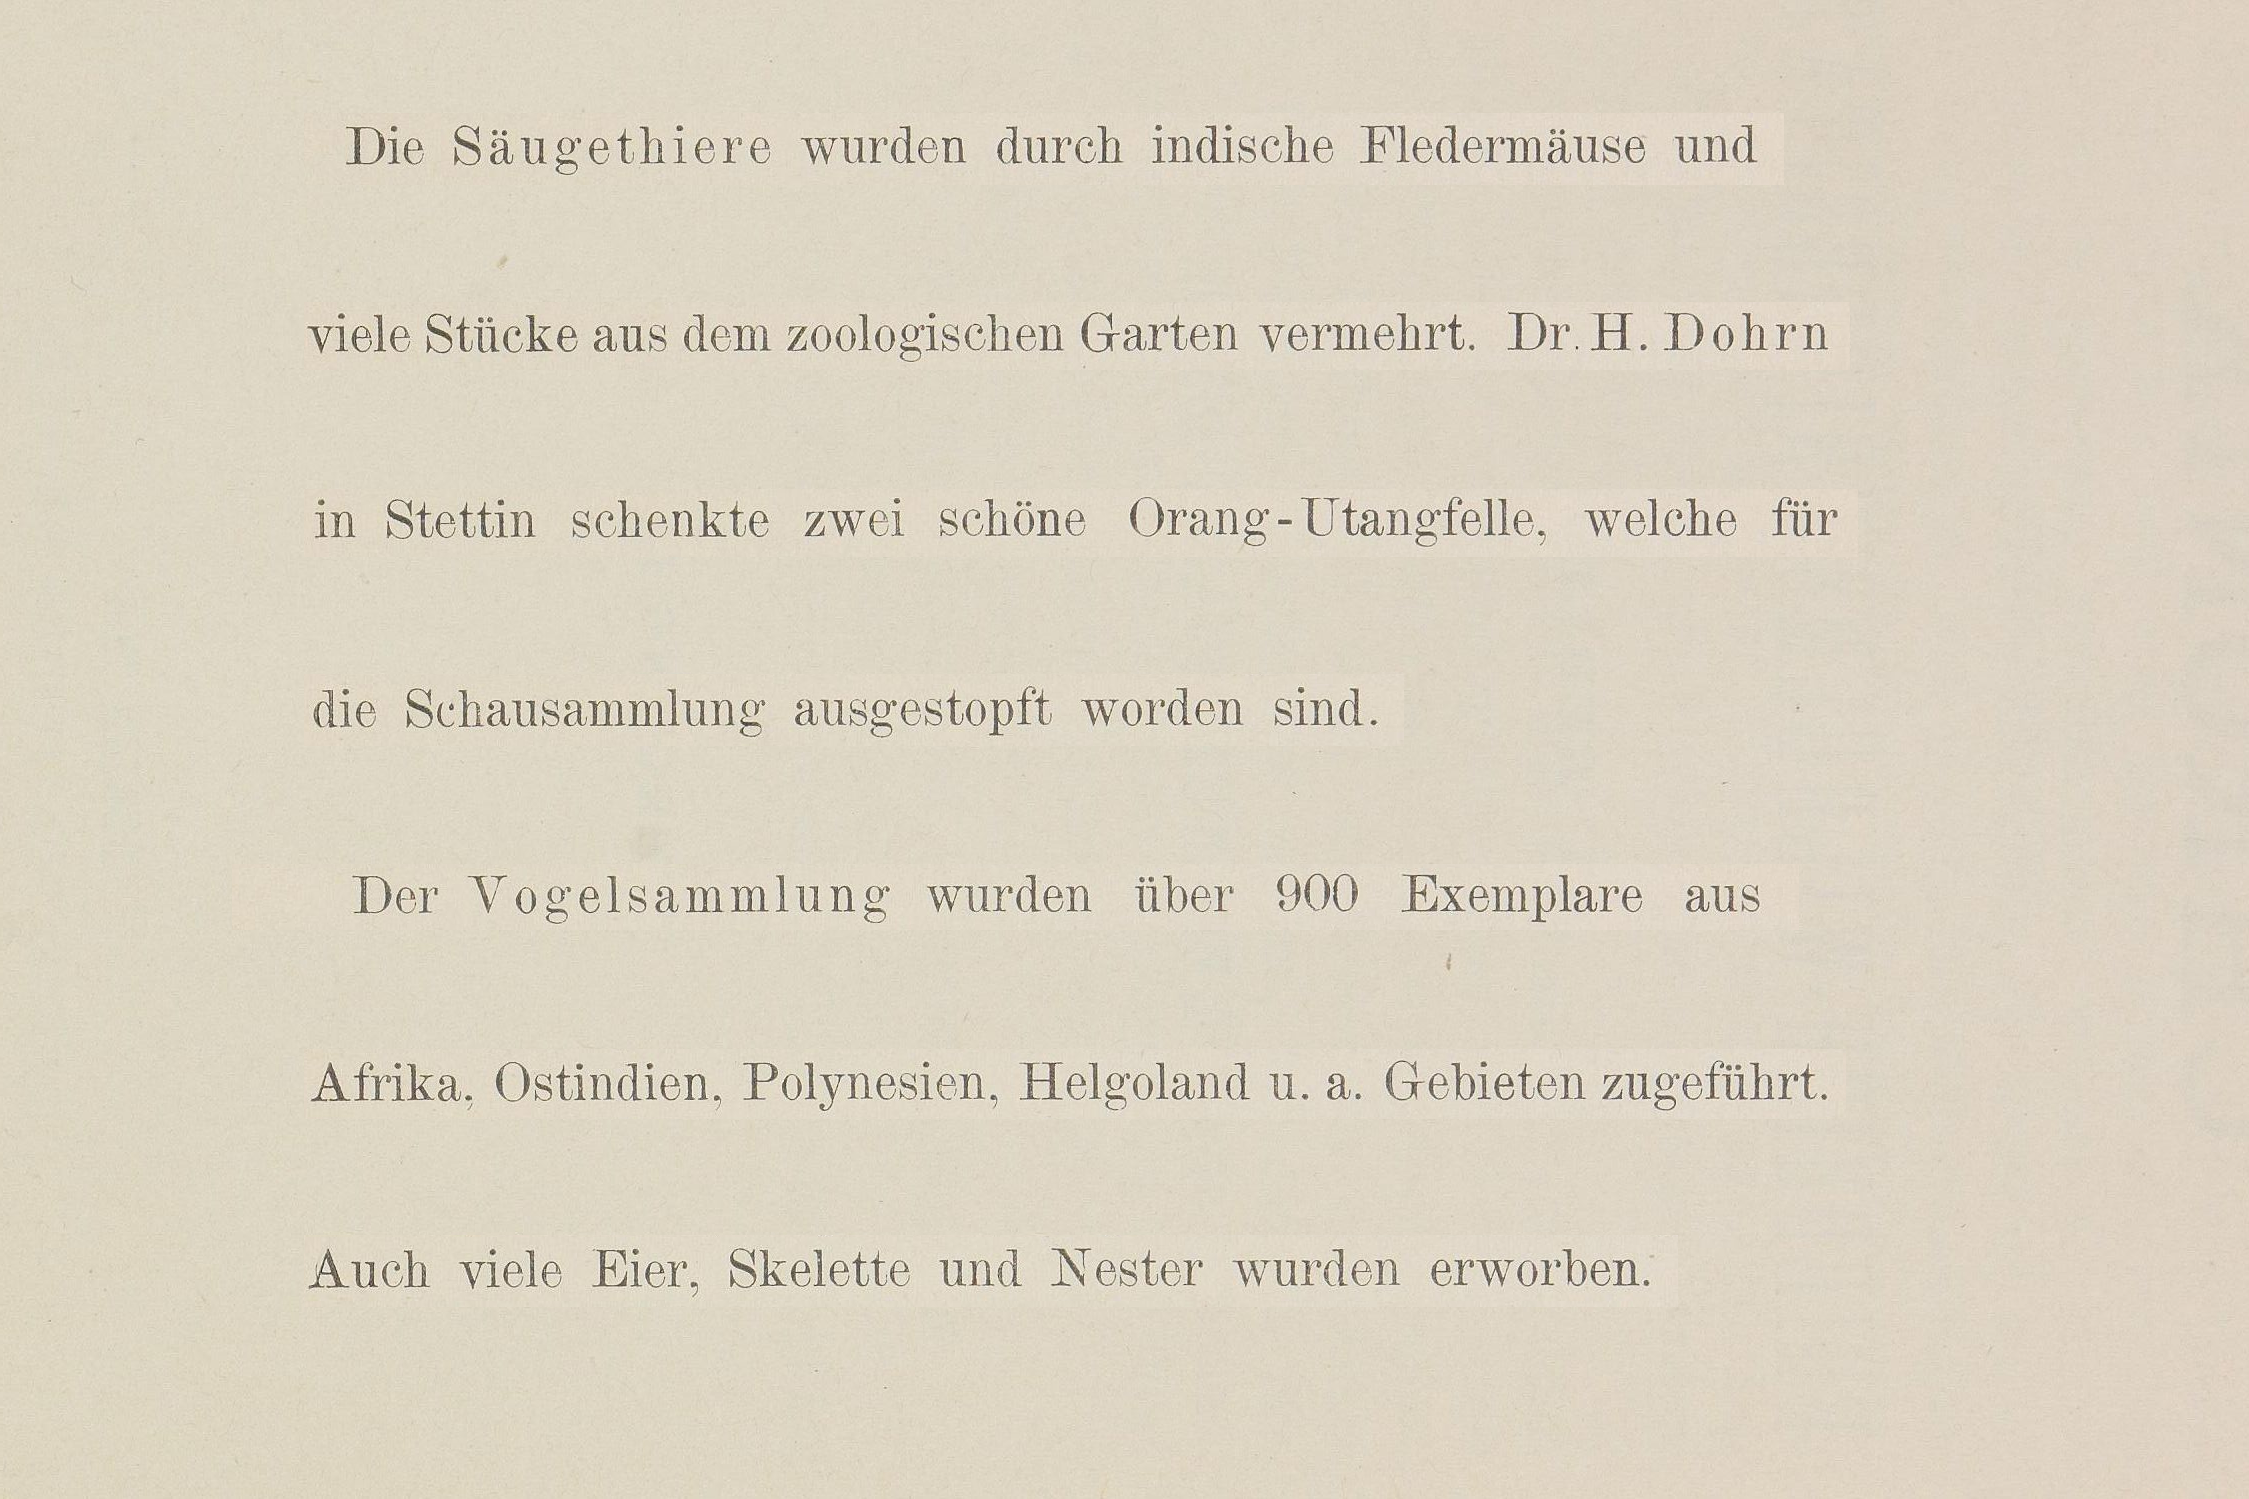 Die Säugethiere wurden durch indische Fledermäuse und
viele Stücke aus dem zoologischen Garten vermehrt. Dr. H. Dohrn
in Stettin schenkte zwei schöne Orang-Utangfelle, welche für
die Schausammlung ausgestopft worden sind.
Der Vogelsammlung wurden über 900 Exemplare aus
Afrika, Ostindien, Polynesien, Helgoland u. a. Gebieten zugeführt.
Auch viele Eier, Skelette und Nester wurden erworben.